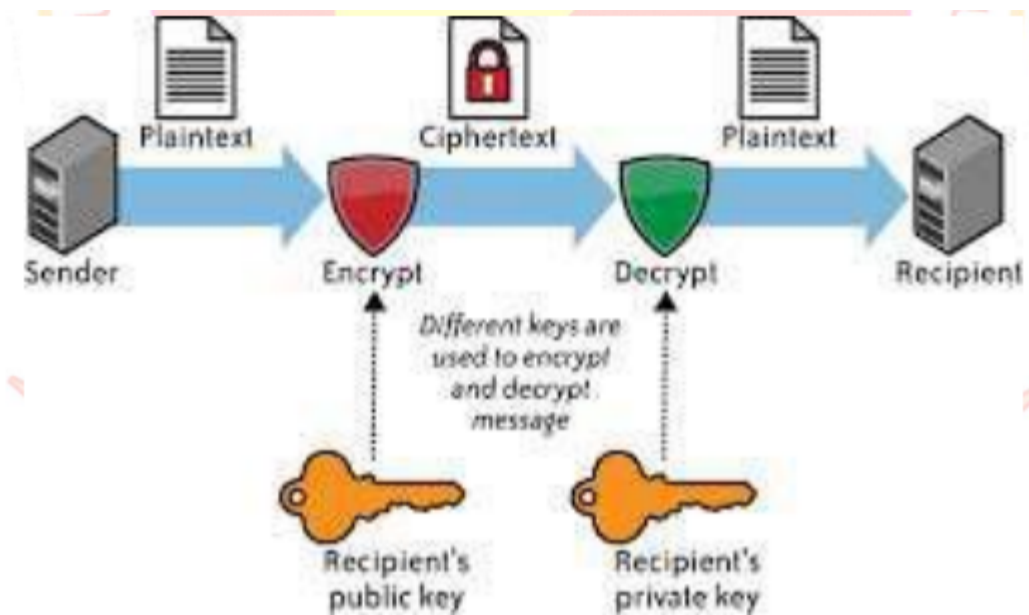 Plaintext
Ciphertext
Plaintext
Sender
Encrypt
Decrypt
Recipient
Different keys are
used to encrypt
and decrypt
message
Recipient's
public key
Recipient's
private key